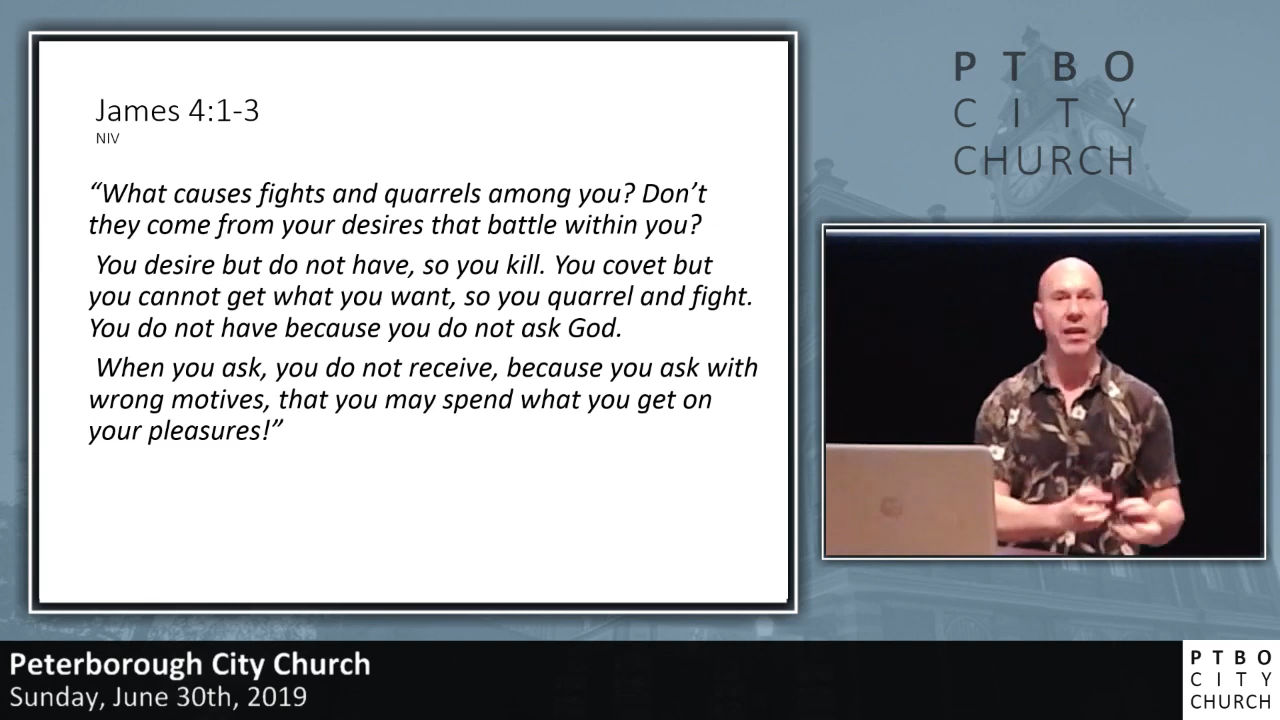 James 4:1-3
NIV
“What causes fights and quarrels among you? Don’t
they come from your desires that battle within you?
You desire but do not have, so you kill. You covet but
you cannot get what you want, so you quarrel and fight.
You do not have because you do not ask God.
When you ask, you do not receive, because you ask with
wrong motives, that you may spend what you get on
your pleasures!”
PTBO
CITY
CHURCH
Peterborough City Church
Sunday, June 30th, 2019
PTBO
CITY
CHURCH